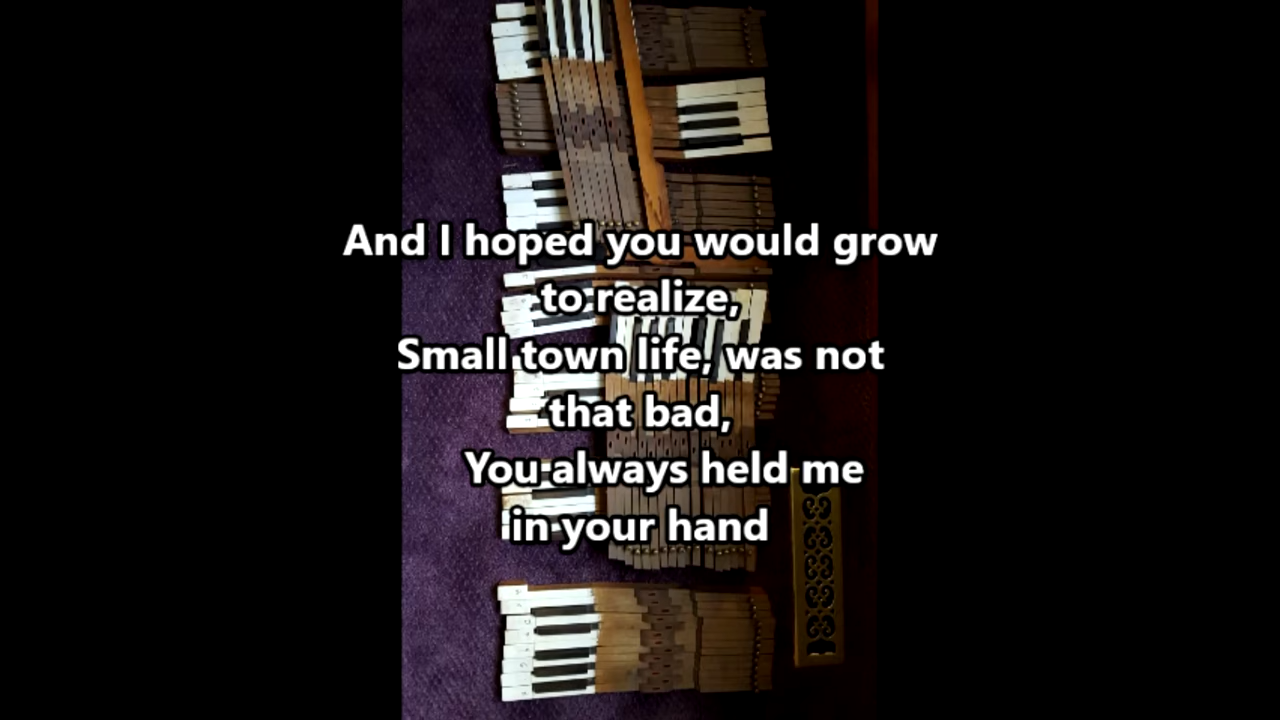 And I hoped you would grow
to realize,
Small town life, was not
that bad,
You always held me
in your hand